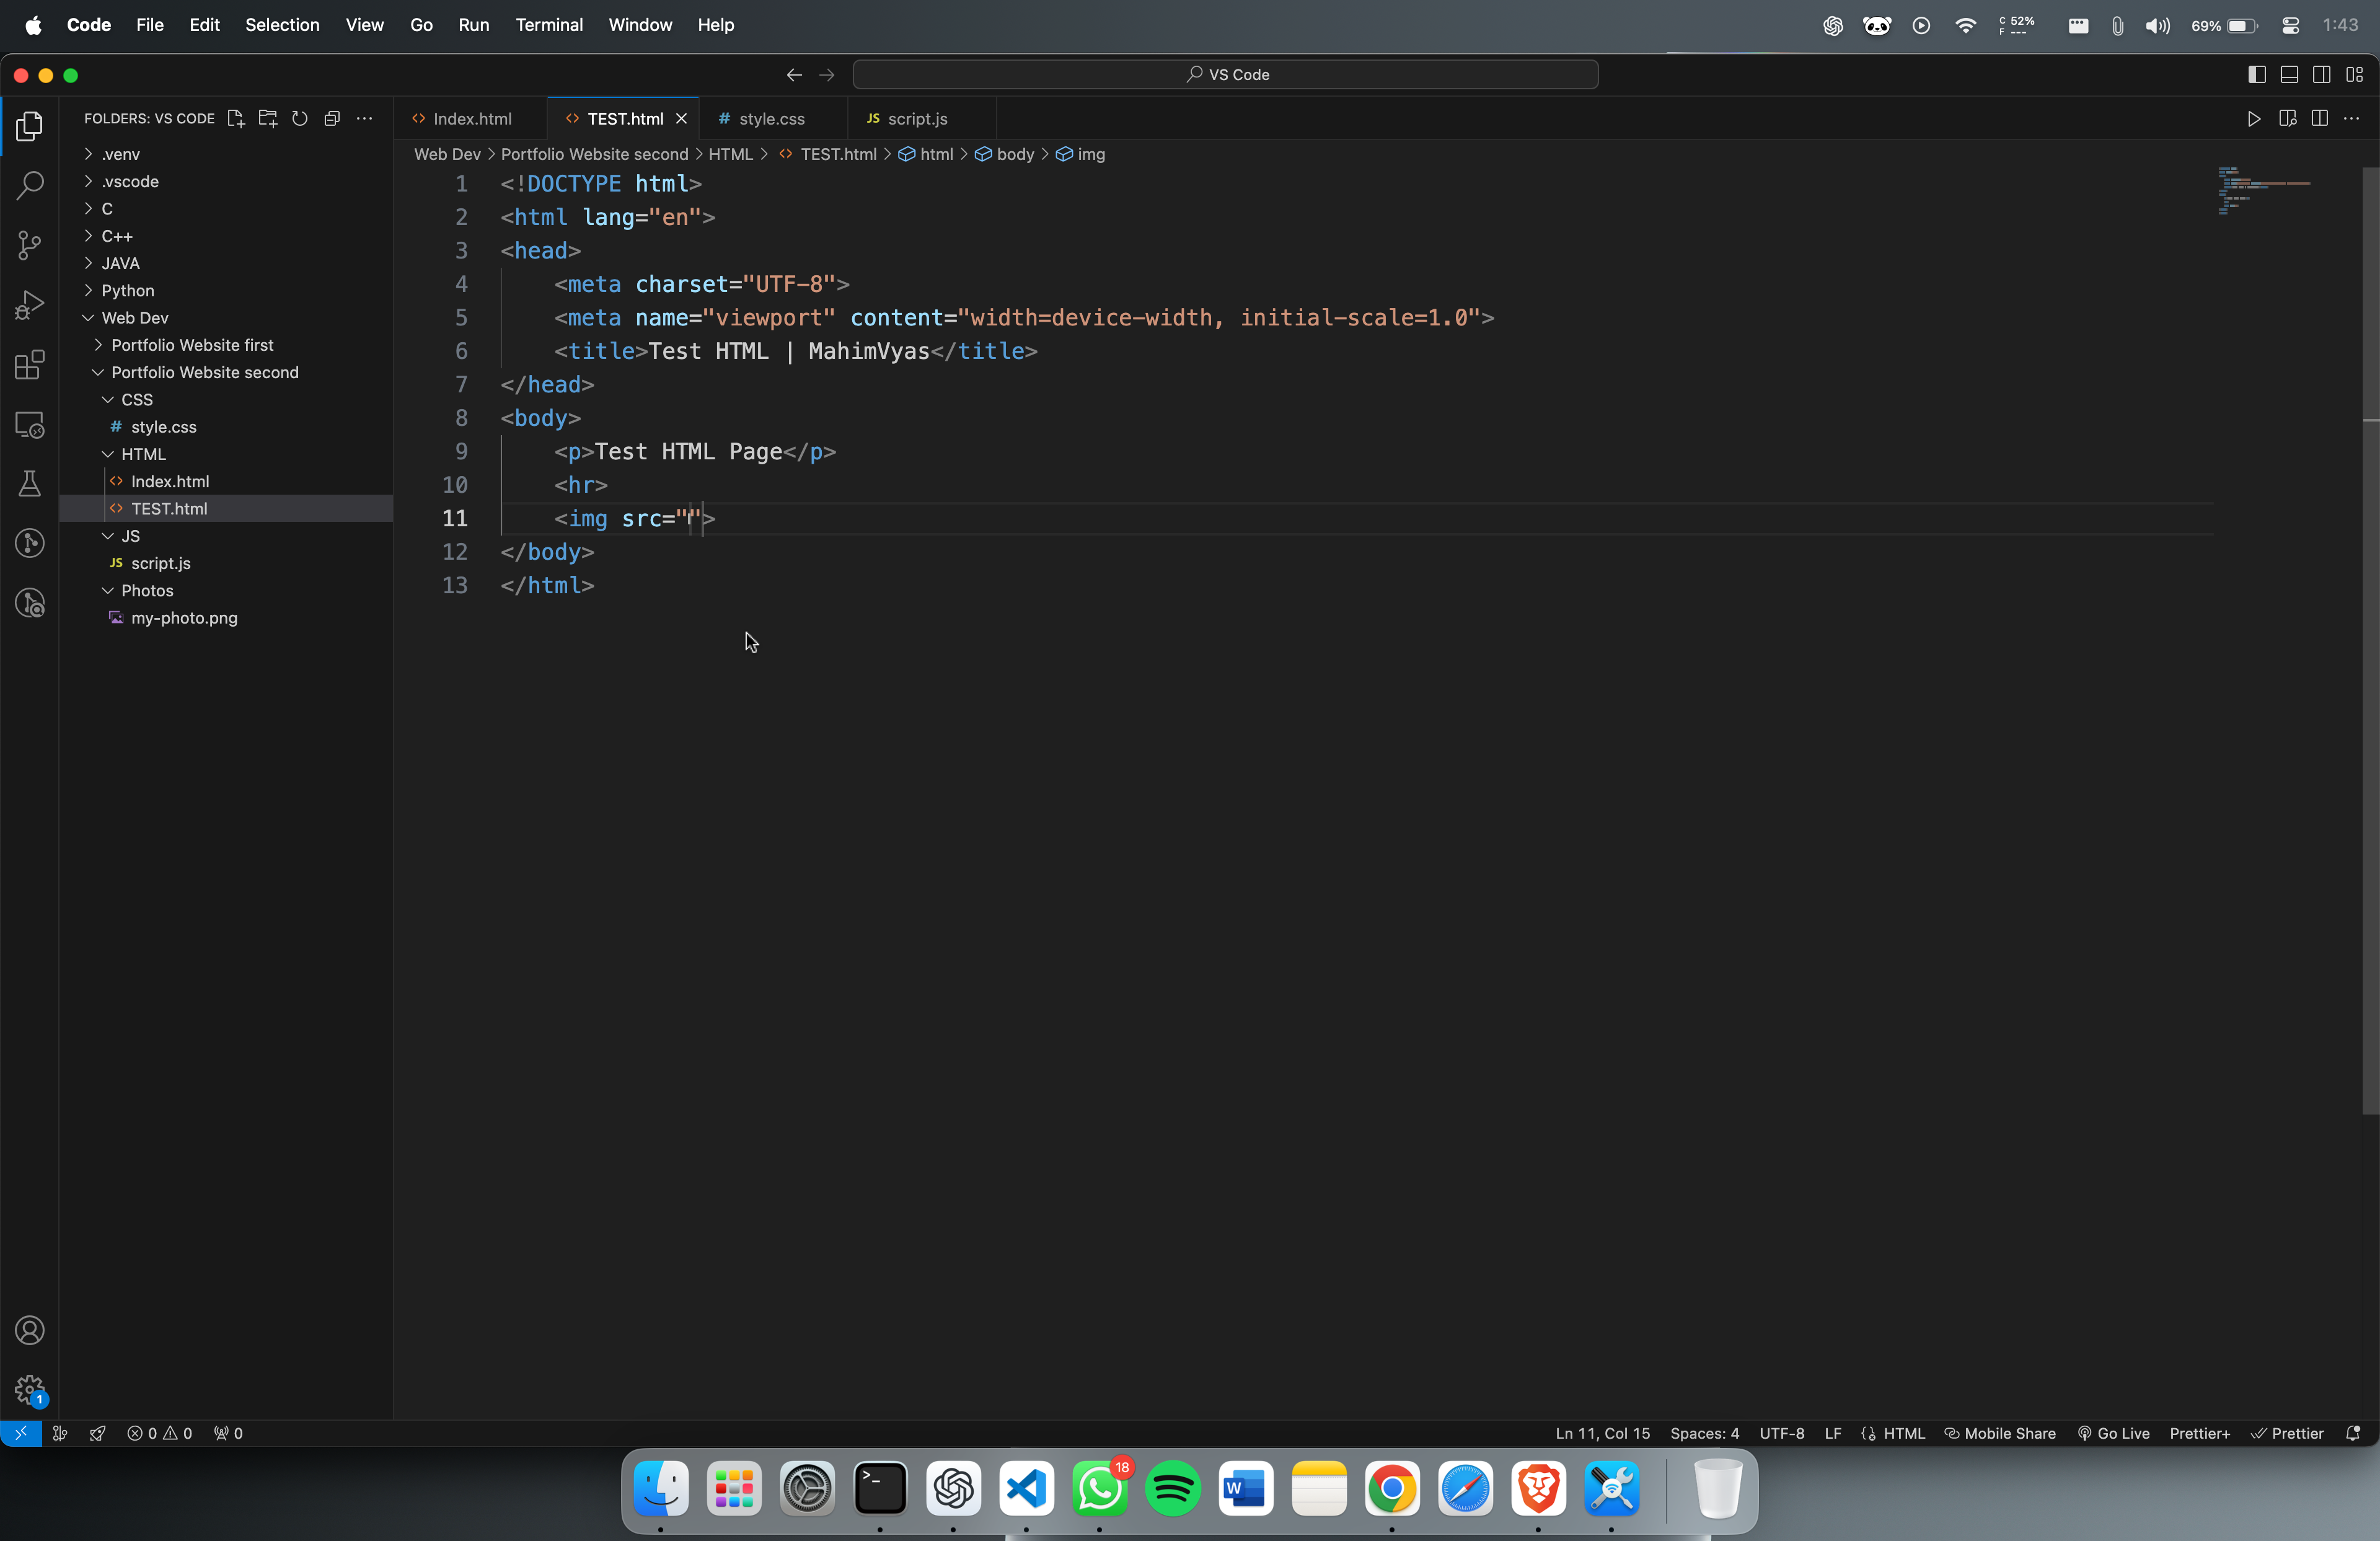 Code File Edit Selection View Go Run Terminal Window Help
C 52%
F ---
69%
1:43
VS Code
FOLDERS: VS CODE
.venv
.vscode
C
C++
JAVA
Python
Web Dev
Portfolio Website first
Portfolio Website second
CSS
# style.css
HTML
<> Index.html
<> TEST.html
JS
JS script.js
Photos
my-photo.png
<> Index.html
<> TEST.html
# style.css
JS script.js
Web Dev > Portfolio Website second > HTML > <> TEST.html > html > body > img
1 <!DOCTYPE html>
2 <html lang="en">
3 <head>
4 <meta charset="UTF-8">
5 <meta name="viewport" content="width=device-width, initial-scale=1.0">
6 <title>Test HTML | MahimVyas</title>
7 </head>
8 <body>
9 <p>Test HTML Page</p>
10 <hr>
11 <img src="">
12 </body>
13 </html>
1
0 0 0
Ln 11, Col 15 Spaces: 4 UTF-8 LF HTML Mobile Share Go Live Prettier+ Prettier
>_
18
W